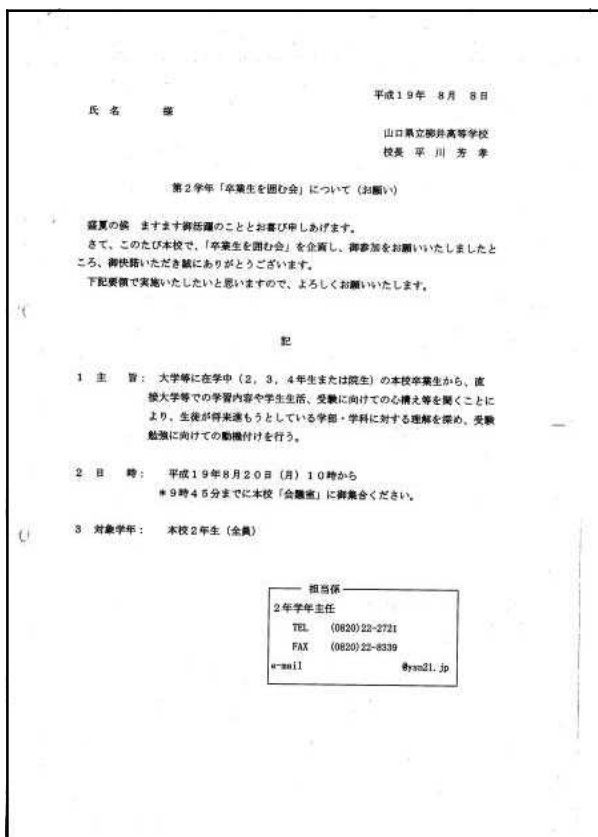 平成19年 8月 8日
氏 名 様
山口県立柳井高等学校
校長 平 川 芳 孝
第2学年「卒業生を囲む会」について(お願い)
盛夏の候 ますます御活躍のこととお喜び申しあげます。
さて、このたび本校で、「卒業生を囲む会」を企画し、御参加をお願いいたしましたと
ころ、御快諾いただき誠にありがとうございます。
下記要領で実施いたしたいと思いますので、よろしくお願いいたします。
記
1 主 旨: 大学等に在学中(2, 3, 4年生または院生)の本校卒業生から、直
接大学等での学習内容や学生生活、受験に向けての心構え等を聞くことに
より、生徒が将来進もうとしている学部・学科に対する理解を深め、受験
勉強に向けての動機付けを行う。
2 日 時: 平成19年8月20日(月)10時から
*9時45分までに本校「会議室」に御集合ください。
3 対象学年: 本校2年生(全員)
担当係
2年学年主任
TEL (0820)22-2721
FAX (0820)22-8339
e-mail @ysn21.jp